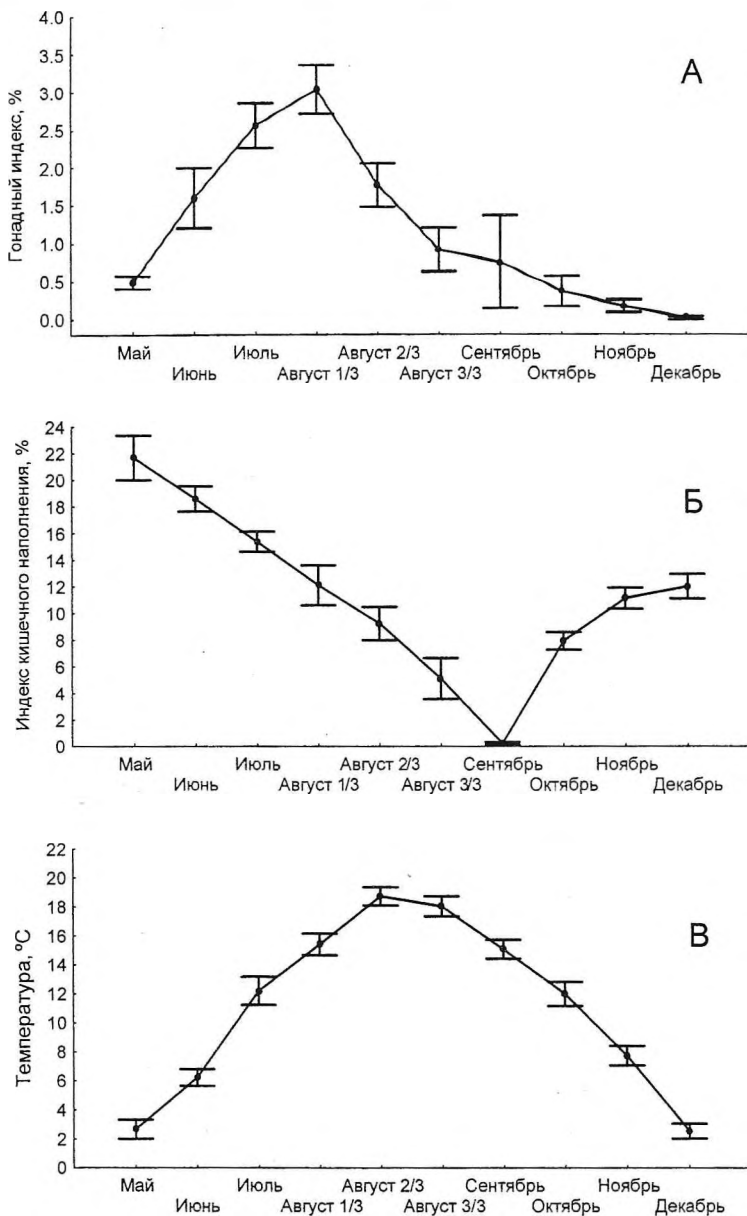 А
Гонадный индекс, %
4.0
3.5
3.0
2.5
2.0
1.5
1.0
0.5
0.0
Май Июль Август 2/3 Сентябрь Ноябрь
Июнь Август 1/3 Август 3/3 Октябрь Декабрь
Б
Индекс кишечного наполнения, %
24
22
20
18
16
14
12
10
8
6
4
2
0
Май Июль Август 2/3 Сентябрь Ноябрь
Июнь Август 1/3 Август 3/3 Октябрь Декабрь
В
Температура, ºС
22
20
18
16
14
12
10
8
6
4
2
0
Май Июль Август 2/3 Сентябрь Ноябрь
Июнь Август 1/3 Август 3/3 Октябрь Декабрь